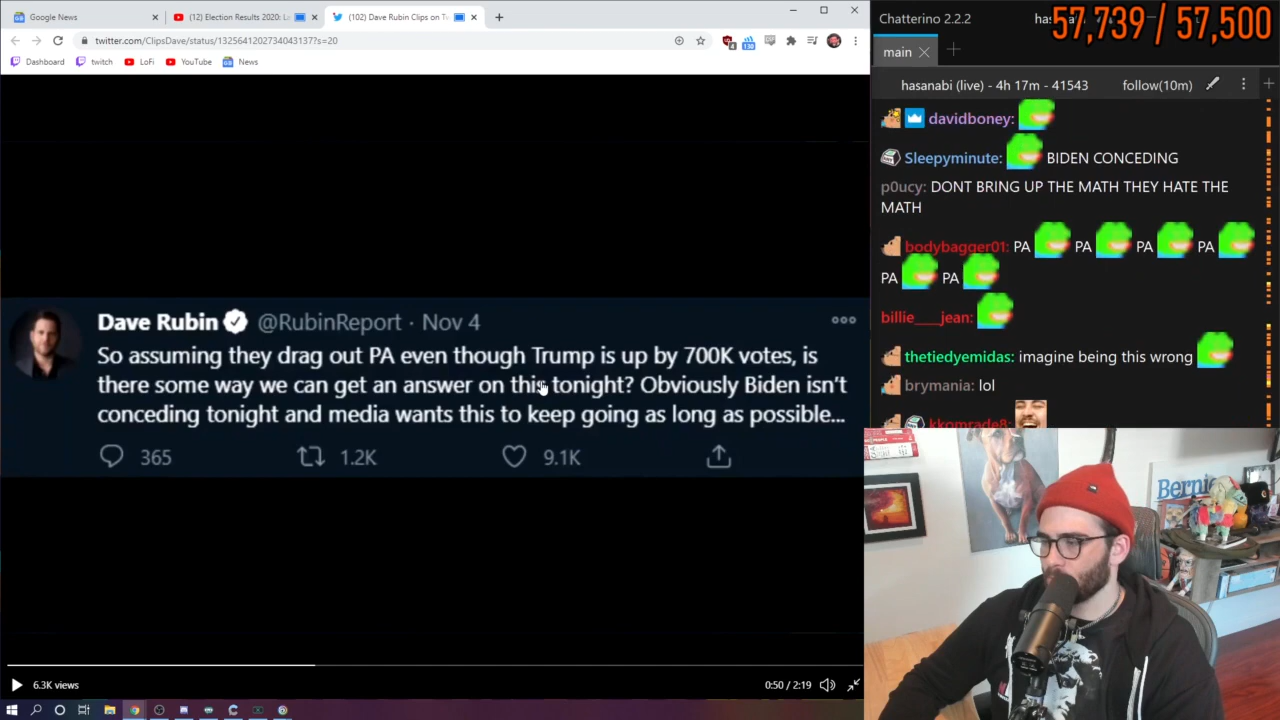 Google News
(12) Election Results 2020: L
(102) Dave Rubin Clips on Tw
twitter.com/ClipsDave/status/1325641202734043137?s=20
4
130
Dashboard
twitch
LoFi
YouTube
News
Dave Rubin @RubinReport · Nov 4
So assuming they drag out PA even though Trump is up by 700K votes, is
there some way we can get an answer on this tonight? Obviously Biden isn't
conceding tonight and media wants this to keep going as long as possible...
365
1.2K
9.1K
6.3K views
0:50 / 2:19
Chatterino 2.2.2
has
57,739 / 57,500
main
hasanabi (live) - 4h 17m - 41543
follow(10m)
davidboney:
Sleepyminute: BIDEN CONCEDING
p0ucy: DONT BRING UP THE MATH THEY HATE THE
MATH
bodybagger01: PA PA PA PA
PA PA
billie___jean:
thetiedyemidas: imagine being this wrong
brymania: lol
kkomrade8:
Bernie